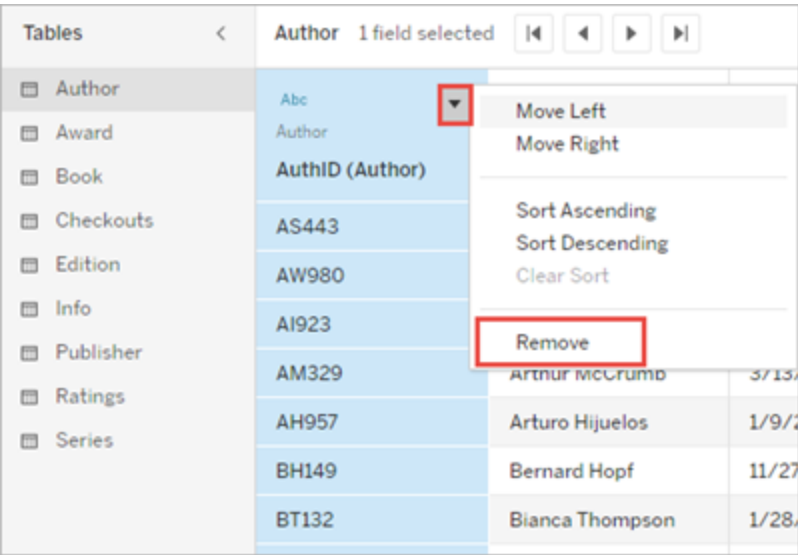 Tables
Author 1 field selected
Author
Award
Book
Checkouts
Edition
Info
Publisher
Ratings
Series
Abc
Author
AuthID (Author)
Move Left
Move Right
Sort Ascending
Sort Descending
Clear Sort
Remove
AS443
AW980
AI923
AM329 Arthur McCrumb 3/13/
AH957 Arturo Hijuelos 1/9/2
BH149 Bernard Hopf 11/27
BT132 Bianca Thompson 1/28/